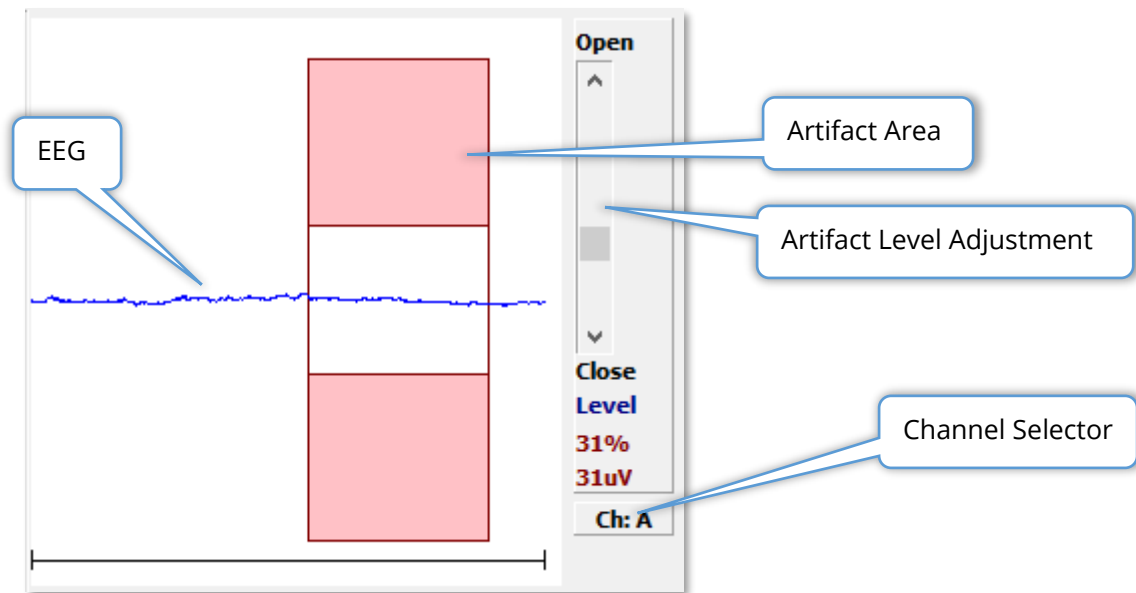 Open
EEG
Artifact Area
Artifact Level Adjustment
Close
Level
31%
31uV
Channel Selector
Ch: A